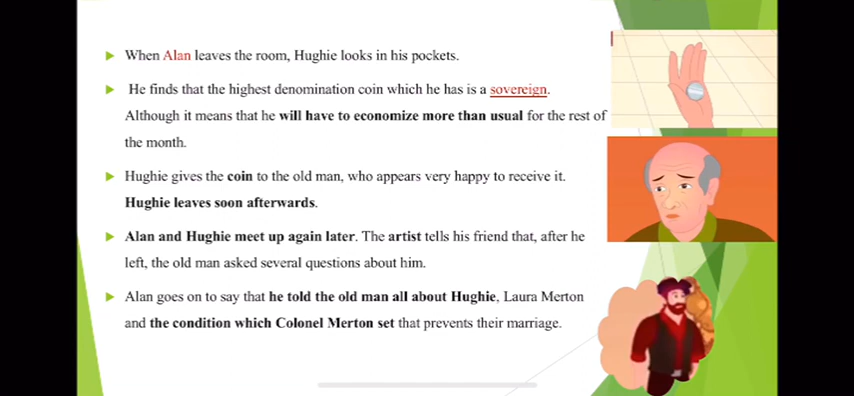 When Alan leaves the room, Hughie looks in his pockets.
He finds that the highest denomination coin which he has is a sovereign.
Although it means that he will have to economize more than usual for the rest of
the month.
Hughie gives the coin to the old man, who appears very happy to receive it.
Hughie leaves soon afterwards.
Alan and Hughie meet up again later. The artist tells his friend that, after he
left, the old man asked several questions about him.
Alan goes on to say that he told the old man all about Hughie, Laura Merton
and the condition which Colonel Merton set that prevents their marriage.